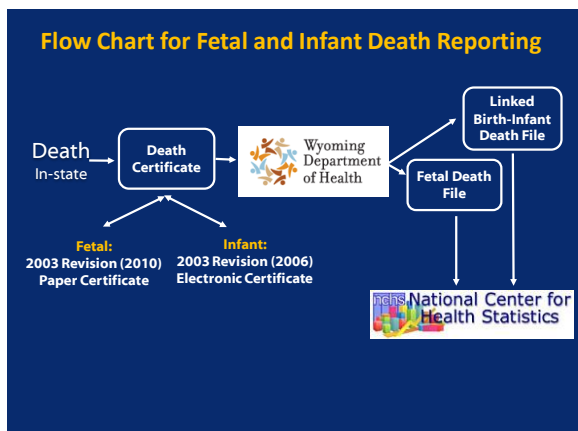 Flow Chart for Fetal and Infant Death Reporting
Death
In-state
Death
Certificate
Wyoming
Department
of Health
Linked
Birth-Infant
Death File
Fetal Death
File
Fetal:
2003 Revision (2010)
Paper Certificate
Infant:
2003 Revision (2006)
Electronic Certificate
nchs National Center for
Health Statistics